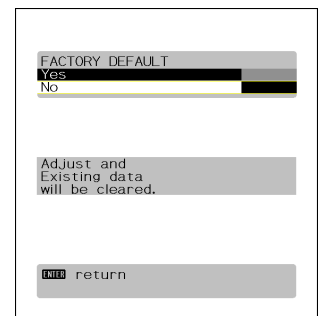 FACTORY DEFAULT
Yes
No
Adjust and
Existing data
will be cleared.
ENTER return